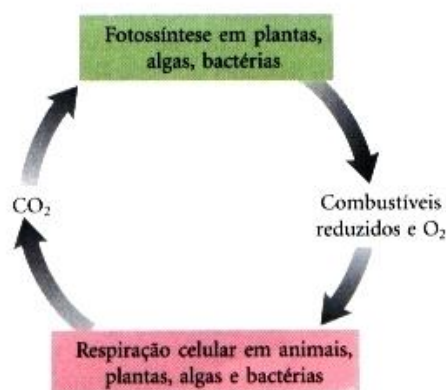 Fotossíntese em plantas,
algas, bactérias
CO₂
Combustíveis
reduzidos e O₂
Respiração celular em animais,
plantas, algas e bactérias